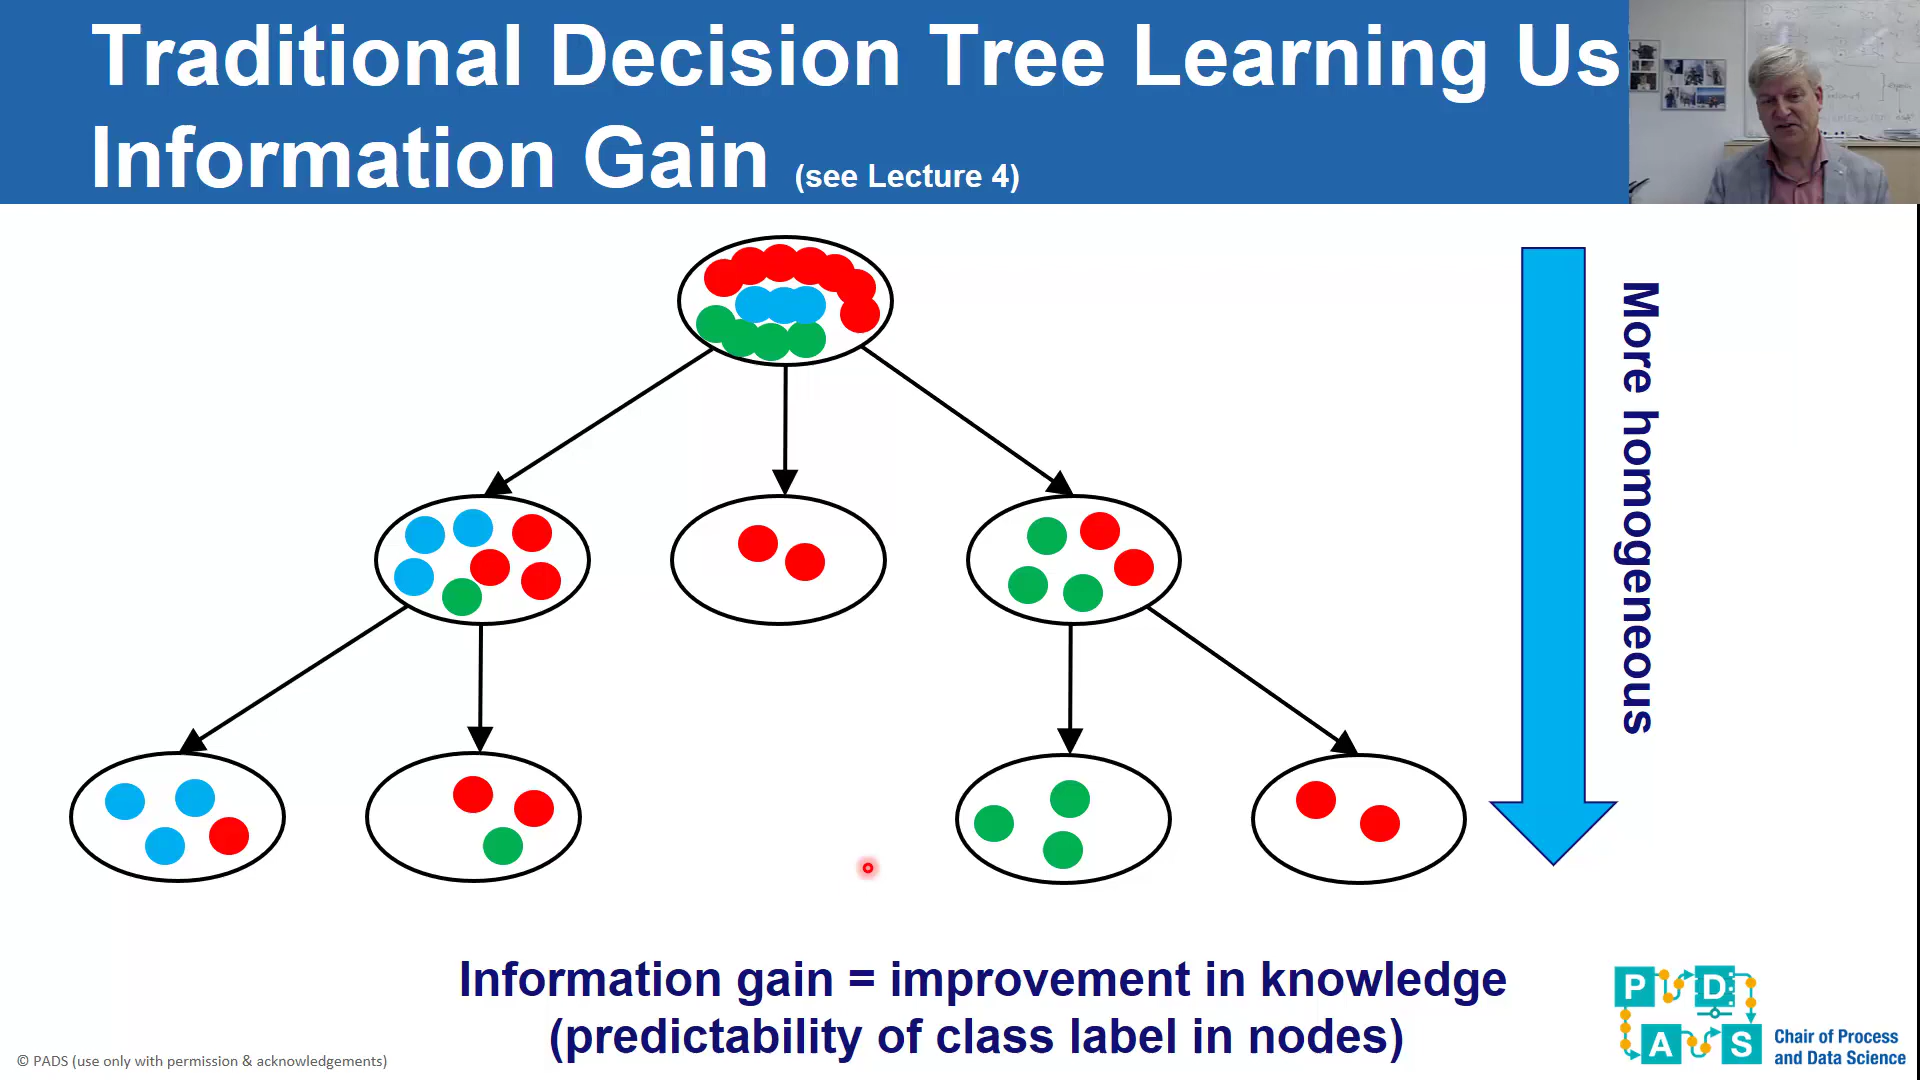 Traditional Decision Tree Learning Us
Information Gain (see Lecture 4)
More homogeneous
Information gain = improvement in knowledge
(predictability of class label in nodes)
P D
A S
Chair of Process
and Data Science
© PADS (use only with permission & acknowledgements)